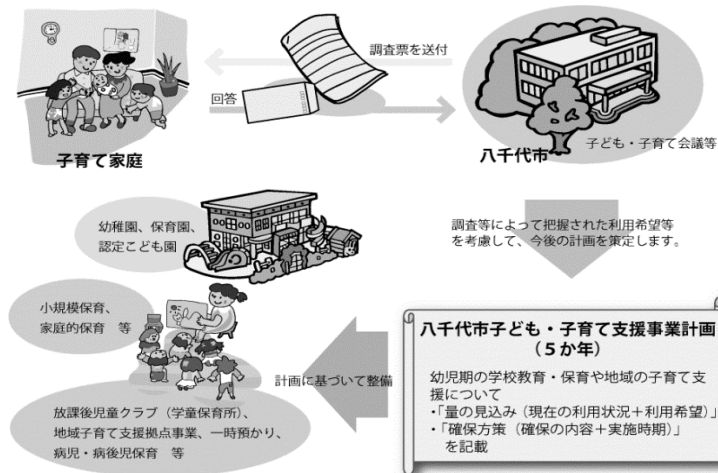 調査票を送付
回答
子育て家庭
八千代市
子ども・子育て会議等
幼稚園、保育園、
認定こども園
調査等によって把握された利用希望等
を考慮して、今後の計画を策定します。
小規模保育、
家庭的保育 等
計画に基づいて整備
八千代市子ども・子育て支援事業計画
（５か年）
幼児期の学校教育・保育や地域の子育て支
援について
・「量の見込み（現在の利用状況＋利用希望）」
・「確保方策（確保の内容＋実施時期）」
を記載
放課後児童クラブ（学童保育所）、
地域子育て支援拠点事業、一時預かり、
病児・病後児保育 等